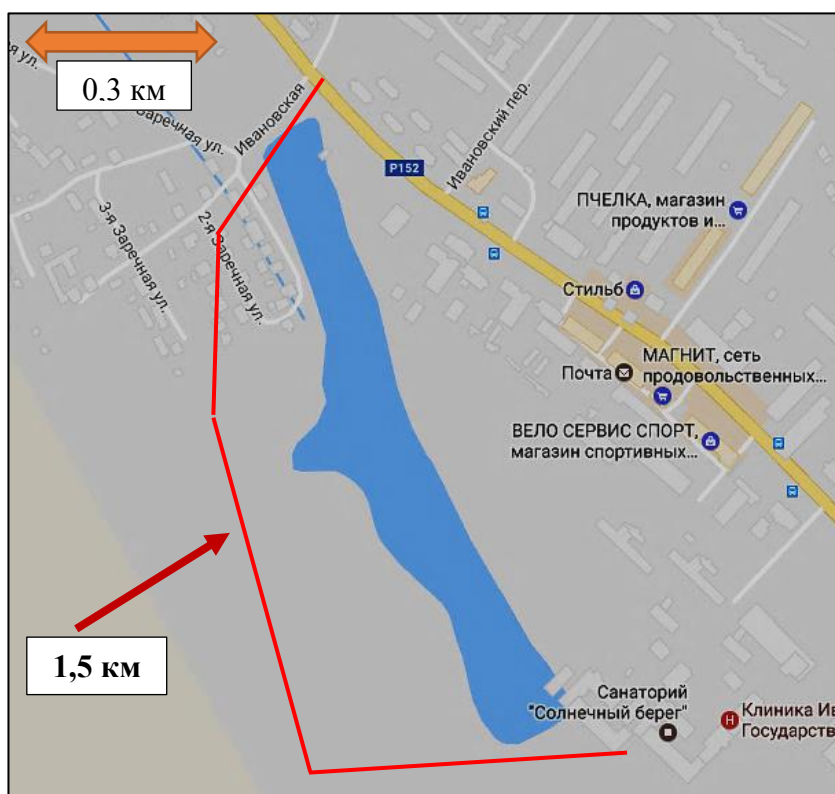 я ул.
0,3 км
Заречная ул.
Ивановская
Ивановский пер.
Р152
3-я Заречная ул.
2-я Заречная ул.
ПЧЕЛКА, магазин
продуктов и...
Стильб
МАГНИТ, сеть
Почта
продовольственных...
ВЕЛО СЕРВИС СПОРТ,
магазин спортивных...
1,5 км
Санаторий
"Солнечный берег"
Н
Клиника Ив
Государств